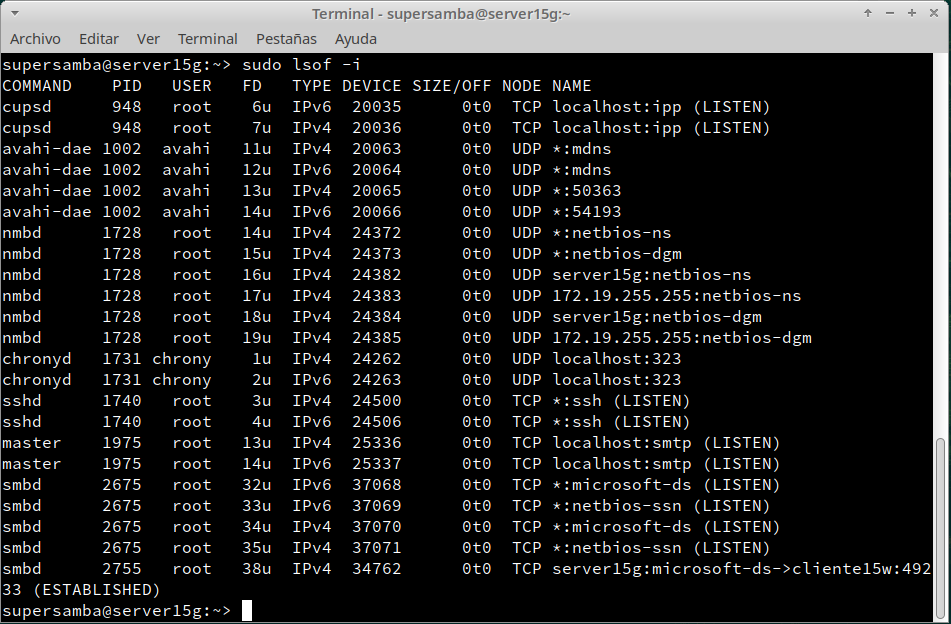 Terminal - supersamba@server15g:~
Archivo Editar Ver Terminal Pestañas Ayuda
supersamba@server15g:~> sudo lsof -i
COMMAND    PID   USER   FD   TYPE DEVICE SIZE/OFF NODE NAME
cupsd      948   root    6u  IPv6  20035      0t0  TCP localhost:ipp (LISTEN)
cupsd      948   root    7u  IPv4  20036      0t0  TCP localhost:ipp (LISTEN)
avahi-dae 1002  avahi   11u  IPv4  20063      0t0  UDP *:mdns
avahi-dae 1002  avahi   12u  IPv6  20064      0t0  UDP *:mdns
avahi-dae 1002  avahi   13u  IPv4  20065      0t0  UDP *:50363
avahi-dae 1002  avahi   14u  IPv6  20066      0t0  UDP *:54193
nmbd      1728   root   14u  IPv4  24372      0t0  UDP *:netbios-ns
nmbd      1728   root   15u  IPv4  24373      0t0  UDP *:netbios-dgm
nmbd      1728   root   16u  IPv4  24382      0t0  UDP server15g:netbios-ns
nmbd      1728   root   17u  IPv4  24383      0t0  UDP 172.19.255.255:netbios-ns
nmbd      1728   root   18u  IPv4  24384      0t0  UDP server15g:netbios-dgm
nmbd      1728   root   19u  IPv4  24385      0t0  UDP 172.19.255.255:netbios-dgm
chronyd   1731 chrony    1u  IPv4  24262      0t0  UDP localhost:323
chronyd   1731 chrony    2u  IPv6  24263      0t0  UDP localhost:323
sshd      1740   root    3u  IPv4  24500      0t0  TCP *:ssh (LISTEN)
sshd      1740   root    4u  IPv6  24506      0t0  TCP *:ssh (LISTEN)
master    1975   root   13u  IPv4  25336      0t0  TCP localhost:smtp (LISTEN)
master    1975   root   14u  IPv6  25337      0t0  TCP localhost:smtp (LISTEN)
smbd      2675   root   32u  IPv6  37068      0t0  TCP *:microsoft-ds (LISTEN)
smbd      2675   root   33u  IPv6  37069      0t0  TCP *:netbios-ssn (LISTEN)
smbd      2675   root   34u  IPv4  37070      0t0  TCP *:microsoft-ds (LISTEN)
smbd      2675   root   35u  IPv4  37071      0t0  TCP *:netbios-ssn (LISTEN)
smbd      2755   root   38u  IPv4  34762      0t0  TCP server15g:microsoft-ds->cliente15w:492
33 (ESTABLISHED)
supersamba@server15g:~>